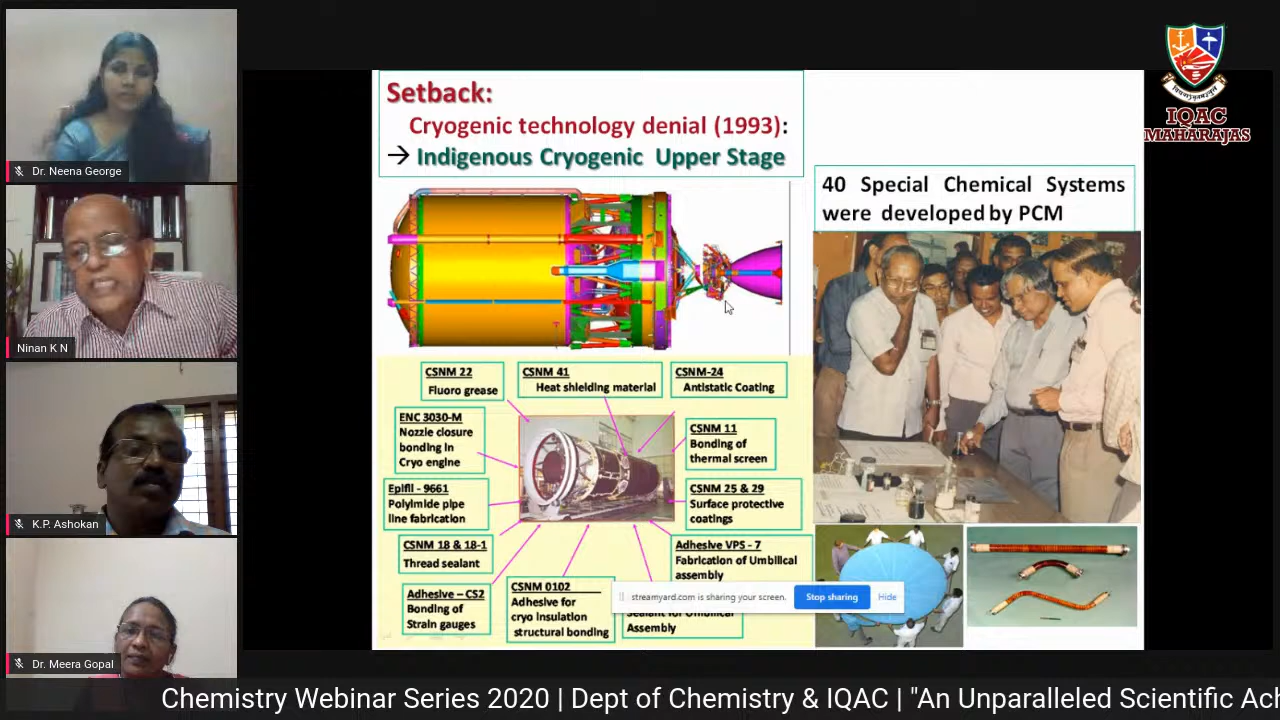 Dr. Neena George
Ninan K N
K.P. Ashokan
Dr. Meera Gopal
Setback:
Cryogenic technology denial (1993):
→ Indigenous Cryogenic Upper Stage
CSNM 22
Fluoro grease
CSNM 41
Heat shielding material
CSNM-24
Antistatic Coating
ENC 3030-M
Nozzle closure
bonding in
Cryo engine
CSNM 11
Bonding of
thermal screen
Epifil - 9661
Polyimide pipe
line fabrication
CSNM 25 & 29
Surface protective
coatings
CSNM 18 & 18-1
Thread sealant
Adhesive VPS - 7
Fabrication of Umbilical
assembly
Adhesive – CS2
Bonding of
Strain gauges
CSNM 0102
Adhesive for
cryo insulation
structural bonding
Sealant for Umbilical
Assembly
streamyard.com is sharing your screen.
Stop sharing
Hide
40 Special Chemical Systems
were developed by PCM
IQAC
MAHARAJAS
Chemistry Webinar Series 2020 | Dept of Chemistry & IQAC | "An Unparalleled Scientific